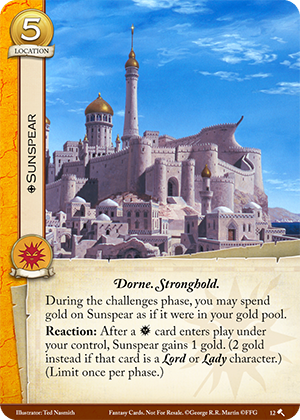 5
LOCATION
SUNSPEAR
Dorne. Stronghold.
During the challenges phase, you may spend
gold on Sunspear as if it were in your gold pool.
Reaction: After a card enters play under
your control, Sunspear gains 1 gold. (2 gold
instead if that card is a Lord or Lady character.)
(Limit once per phase.)
Illustrator: Ted Nasmith
Fantasy Cards. Not For Resale. ©George R.R. Martin ©FFG
12